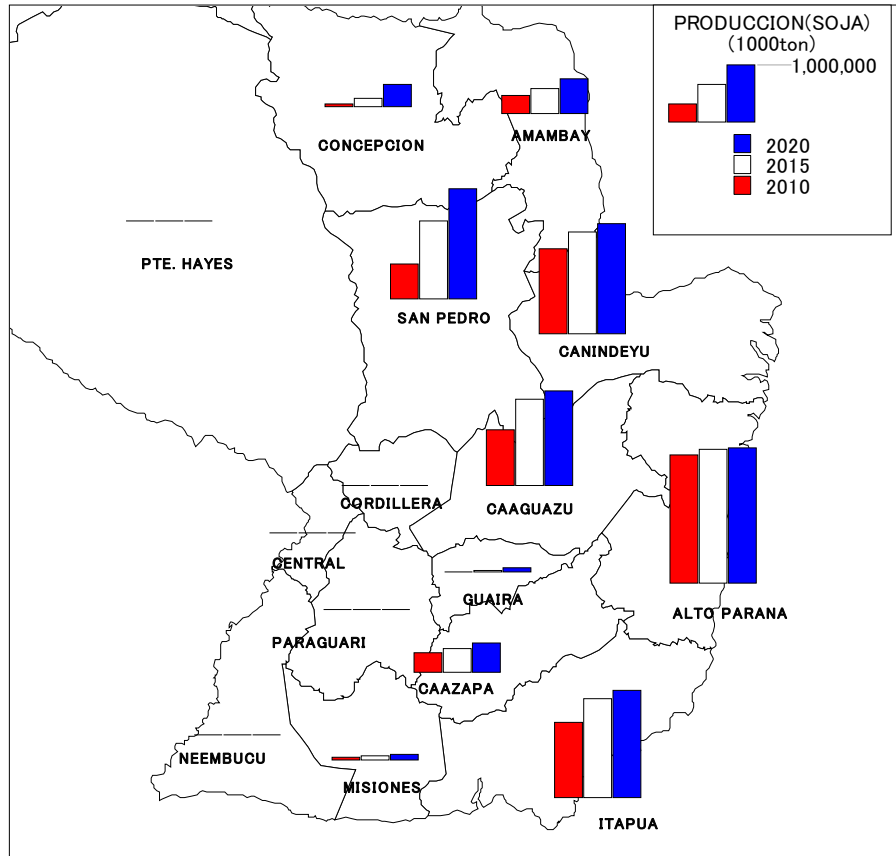 PRODUCCION(SOJA)
(1000ton)
1,000,000
2020
2015
2010
CONCEPCION
AMAMBAY
PTE. HAYES
SAN PEDRO
CANINDEYU
CORDILLERA
CAAGUAZU
CENTRAL
GUAIRA
ALTO PARANA
PARAGUARI
CAAZAPA
NEEMBUCU
MISIONES
ITAPUA